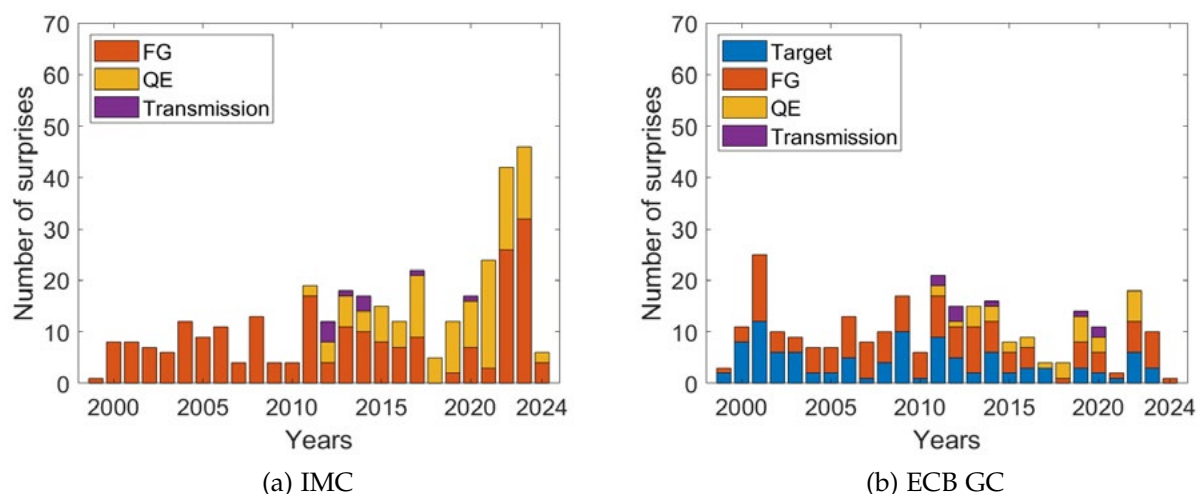 70
60
50
40
30
20
10
0
Number of surprises
FG
QE
Transmission
2000 2005 2010 2015 2020 2024
Years
(a) IMC
70
60
50
40
30
20
10
0
Number of surprises
Target
FG
QE
Transmission
2000 2005 2010 2015 2020 2024
Years
(b) ECB GC